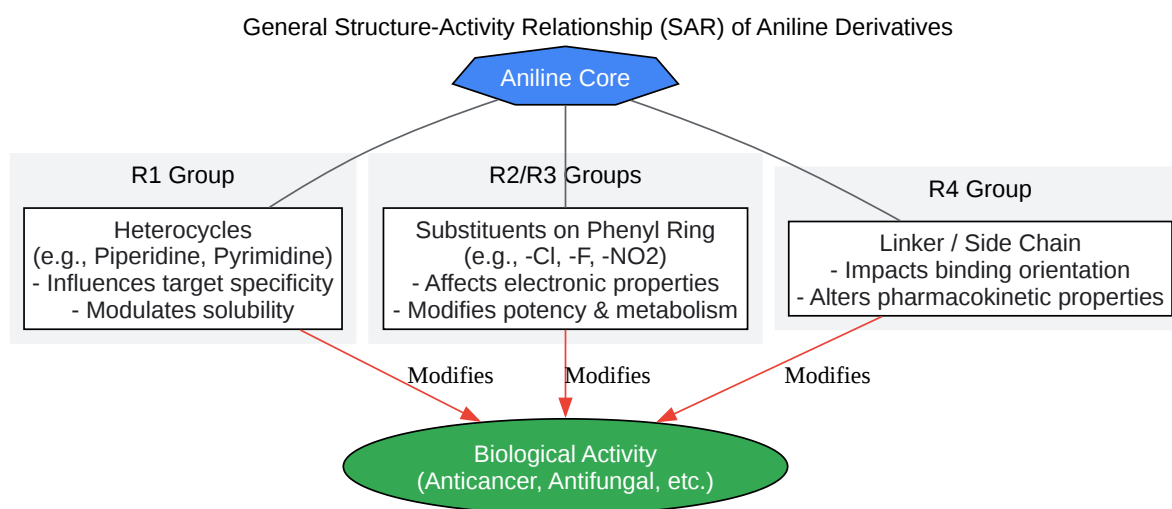 General Structure-Activity Relationship (SAR) of Aniline Derivatives
Aniline Core
R1 Group
Heterocycles
(e.g., Piperidine, Pyrimidine)
- Influences target specificity
- Modulates solubility
R2/R3 Groups
Substituents on Phenyl Ring
(e.g., -Cl, -F, -NO2)
- Affects electronic properties
- Modifies potency & metabolism
R4 Group
Linker / Side Chain
- Impacts binding orientation
- Alters pharmacokinetic properties
Modifies
Modifies
Modifies
Biological Activity
(Anticancer, Antifungal, etc.)